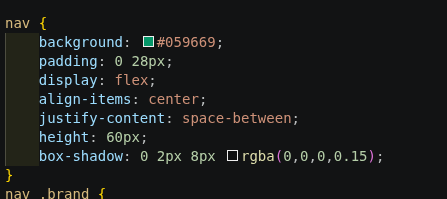 nav {
    background: #059669;
    padding: 0 28px;
    display: flex;
    align-items: center;
    justify-content: space-between;
    height: 60px;
    box-shadow: 0 2px 8px rgba(0,0,0,0.15);
}
nav .brand {